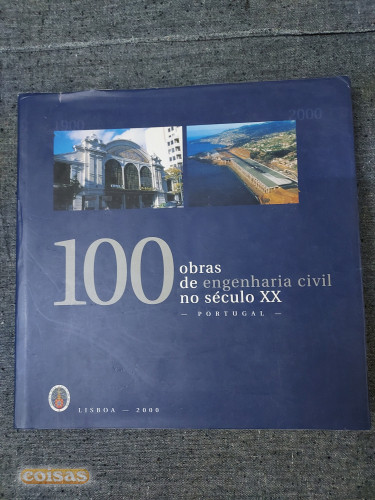 1900
2000
100 obras
de engenharia civil
no século XX
— PORTUGAL —
LISBOA — 2000
coisas